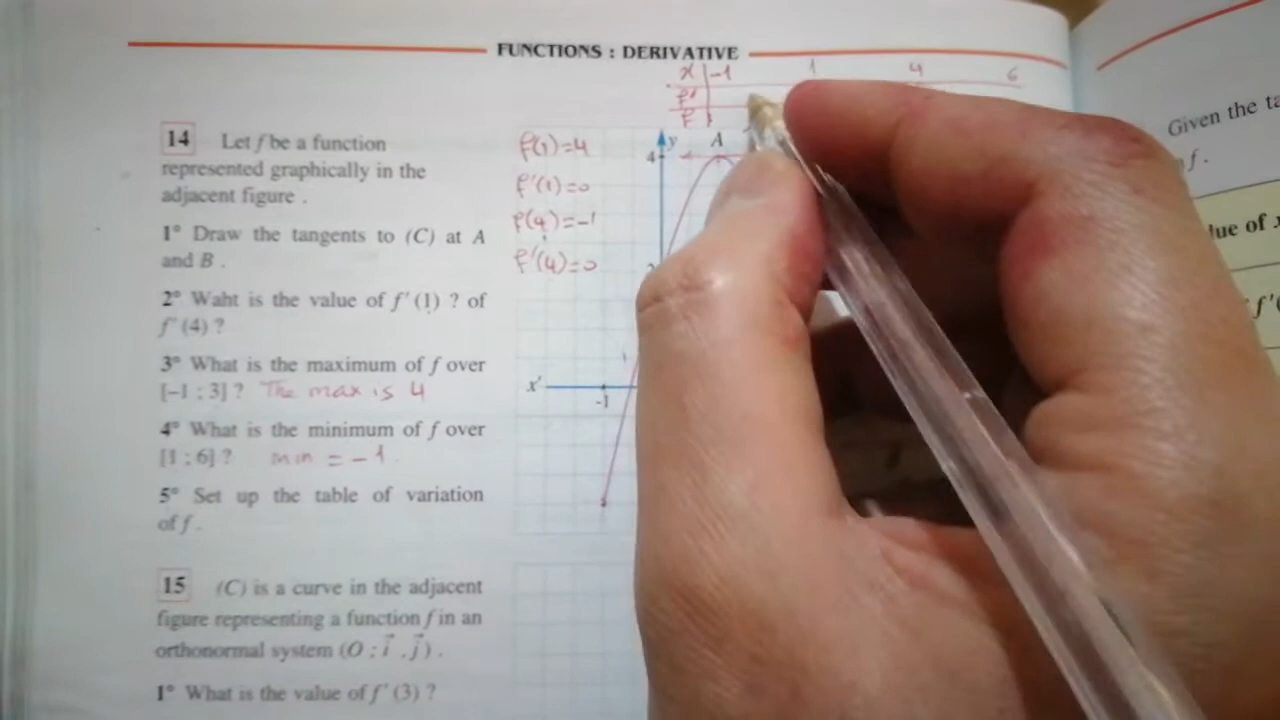 FUNCTIONS : DERIVATIVE
x -1 1 4 6
f'
f
14 Let f be a function
represented graphically in the
adjacent figure .
1° Draw the tangents to (C) at A
and B .
2° Waht is the value of f' (1) ? of
f' (4) ?
3° What is the maximum of f over
[-1 ; 3] ? The max is 4
4° What is the minimum of f over
[1 ; 6] ? min = -1
5° Set up the table of variation
of f .
f(1)=4
f'(1)=0
f(4)=-1
f'(4)=0
y
A
4
2
1
x'
-1
15 (C) is a curve in the adjacent
figure representing a function f in an
orthonormal system (O ; i⃗ , j⃗) .
1° What is the value of f' (3) ?
Given the
f .
of x
f'(